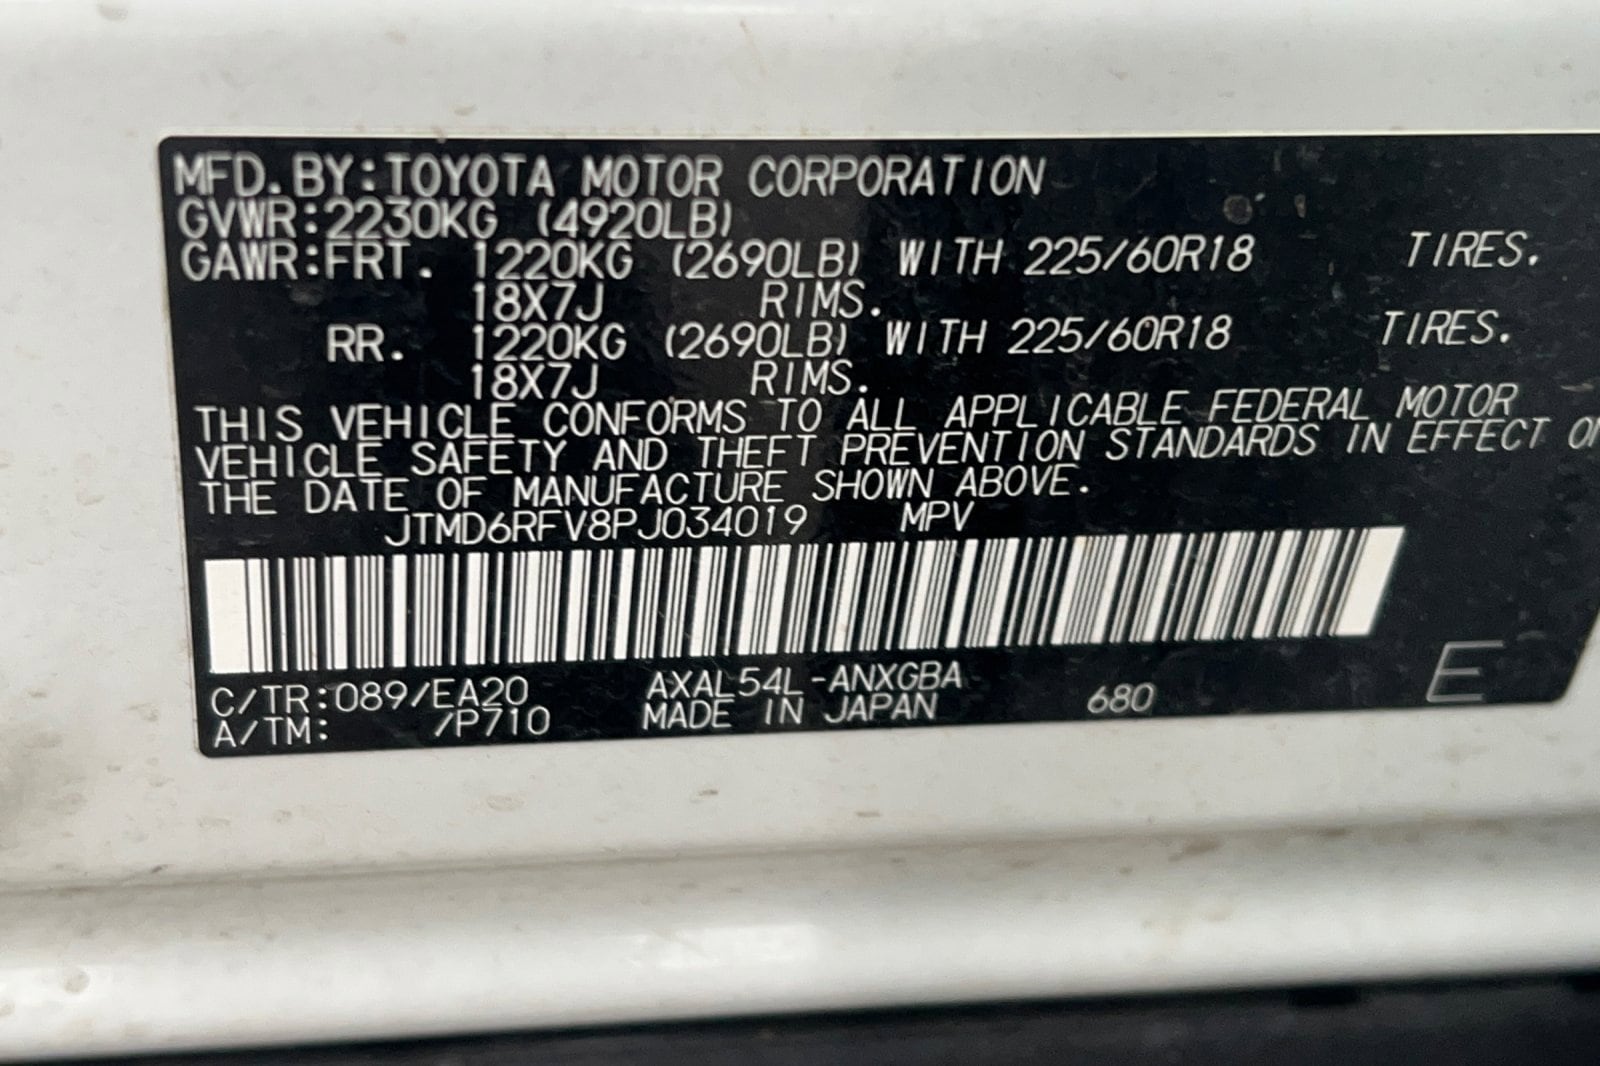 MFD.BY:TOYOTA MOTOR CORPORATION
GVWR:2230KG (4920LB)
GAWR:FRT. 1220KG (2690LB) WITH 225/60R18 TIRES.
18X7J RIMS.
RR. 1220KG (2690LB) WITH 225/60R18 TIRES.
18X7J RIMS.
THIS VEHICLE CONFORMS TO ALL APPLICABLE FEDERAL MOTOR
VEHICLE SAFETY AND THEFT PREVENTION STANDARDS IN EFFECT ON
THE DATE OF MANUFACTURE SHOWN ABOVE.
JTMD6RFV8PJ034019 MPV
C/TR:089/EA20 AXAL54L-ANXGBA 680 E
A/TM: /P710 MADE IN JAPAN